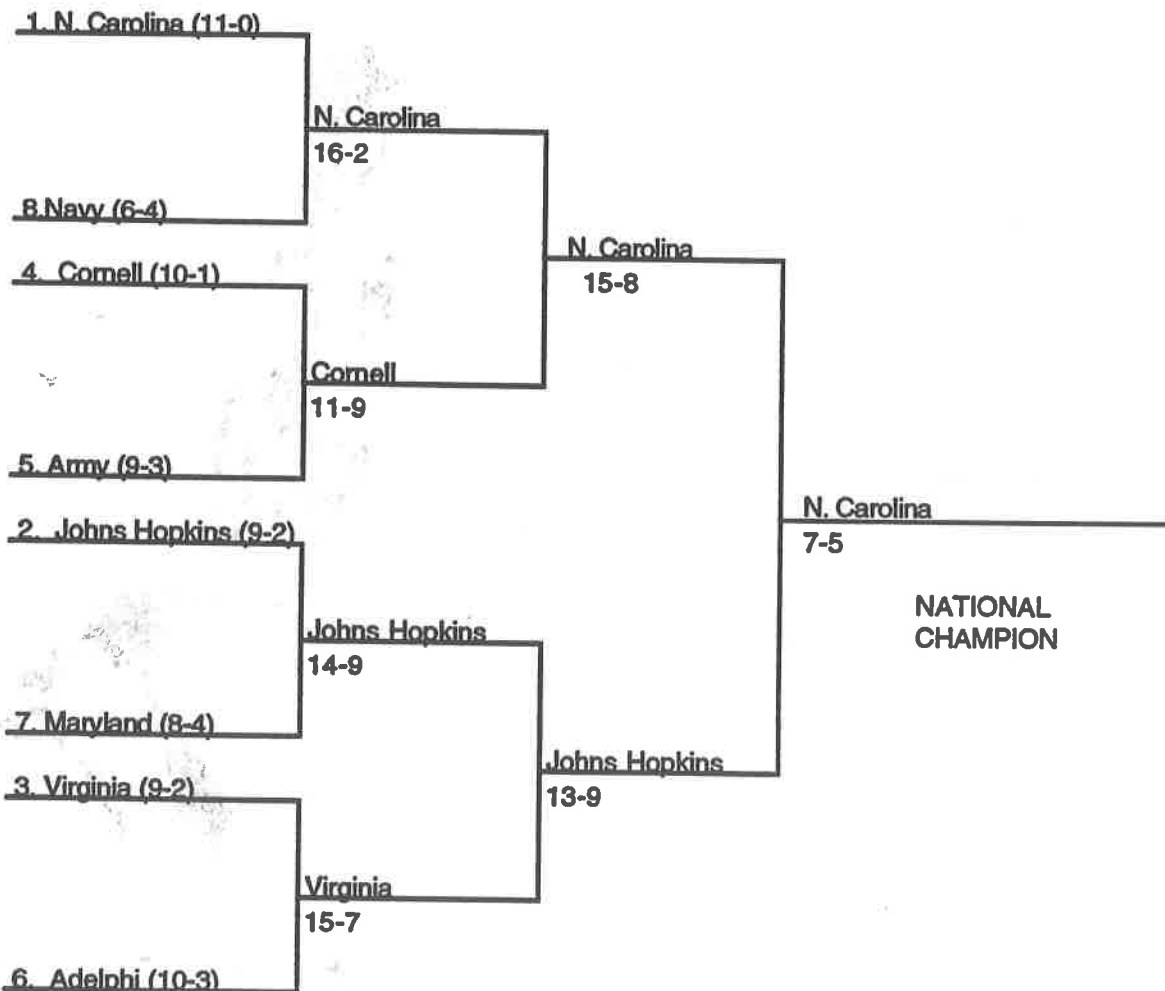 1. N. Carolina (11-0)
N. Carolina
16-2
8.Navy (6-4)
N. Carolina
15-8
4. Cornell (10-1)
Cornell
11-9
5. Army (9-3)
N. Carolina
7-5
NATIONAL
CHAMPION
2. Johns Hopkins (9-2)
Johns Hopkins
14-9
7. Maryland (8-4)
Johns Hopkins
13-9
3. Virginia (9-2)
Virginia
15-7
6. Adelphi (10-3)